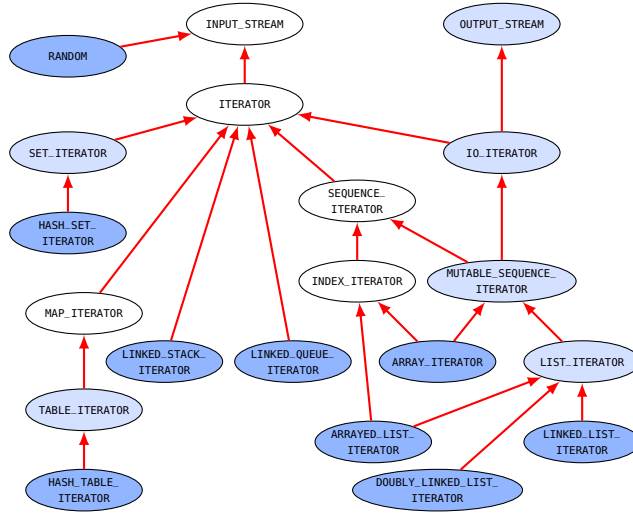 INPUT_STREAM
OUTPUT_STREAM
RANDOM
ITERATOR
SET_ITERATOR
IO_ITERATOR
SEQUENCE_
ITERATOR
HASH_SET_
ITERATOR
INDEX_ITERATOR
MUTABLE_SEQUENCE_
ITERATOR
MAP_ITERATOR
LINKED_STACK_
ITERATOR
LINKED_QUEUE_
ITERATOR
ARRAY_ITERATOR
LIST_ITERATOR
TABLE_ITERATOR
ARRAYED_LIST_
ITERATOR
LINKED_LIST_
ITERATOR
HASH_TABLE_
ITERATOR
DOUBLY_LINKED_LIST_
ITERATOR